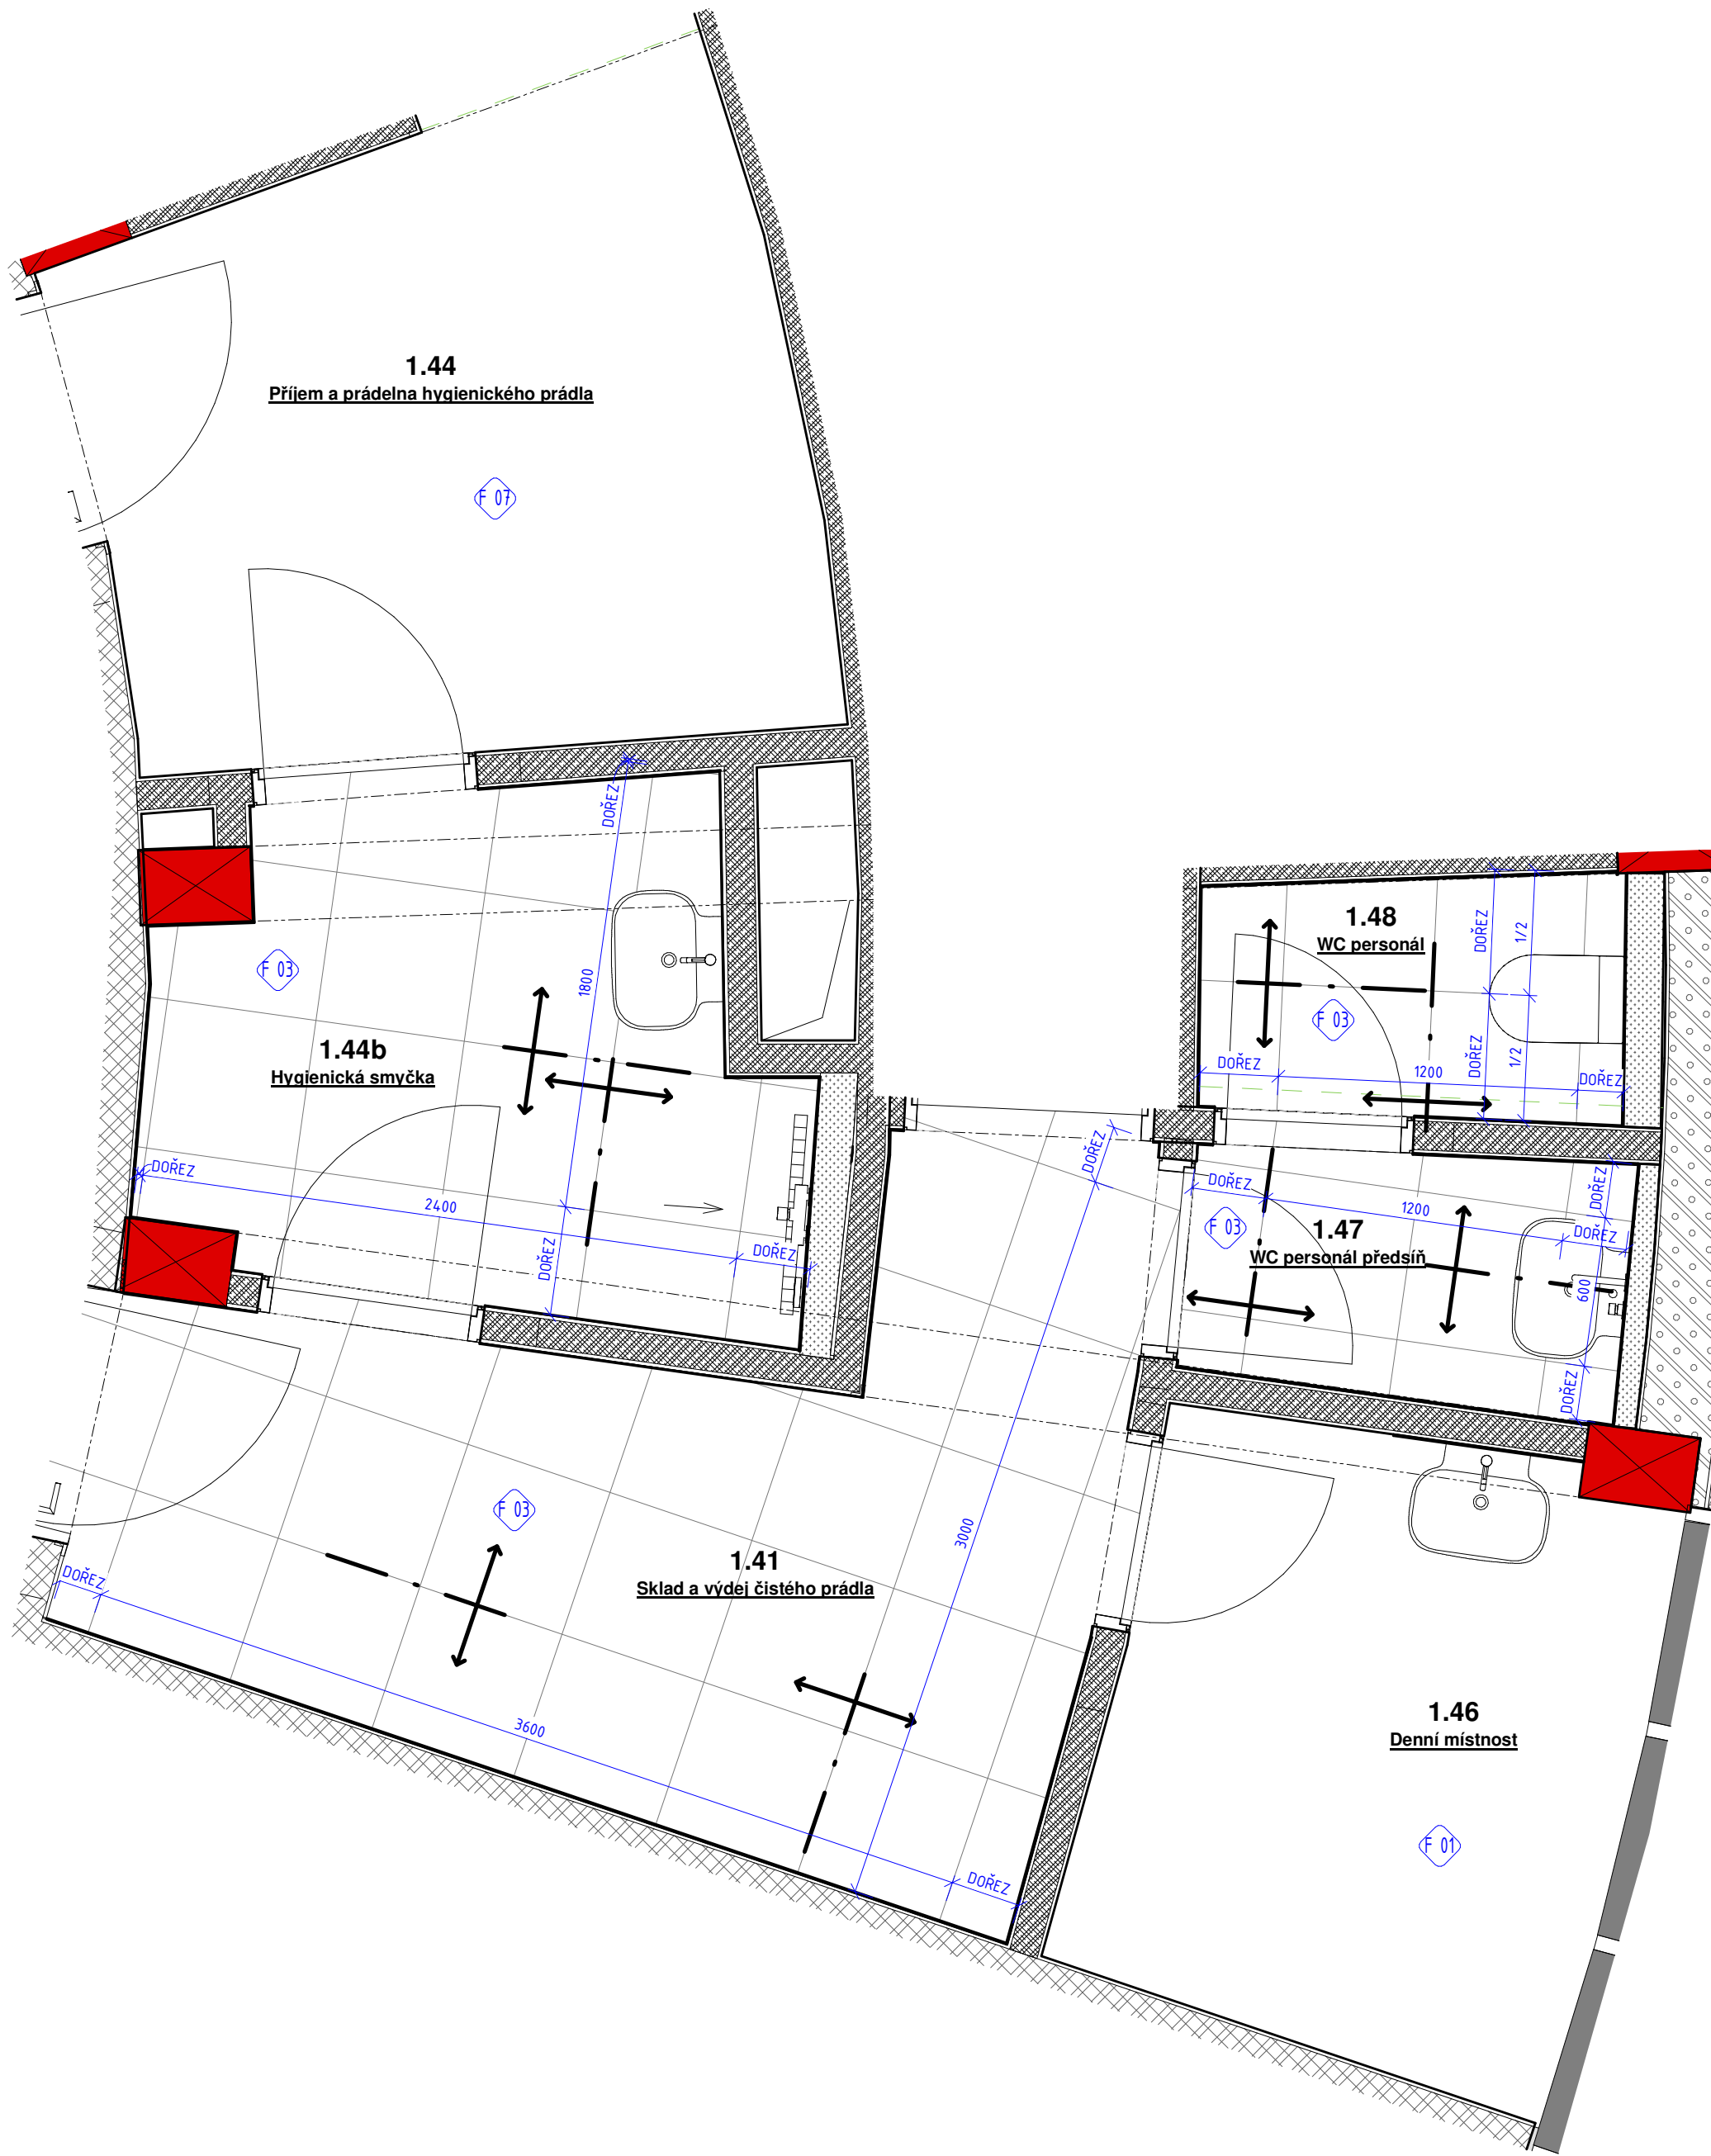 1.44
Příjem a prádelna hygienického prádla
F 07
DOŘEZ
1800
F 03
1.44b
Hygienická smyčka
DOŘEZ
2400
DOŘEZ
DOŘEZ
1.48
WC personál
DOŘEZ
1/2
F 03
DOŘEZ
1200
DOŘEZ
DOŘEZ
1/2
DOŘEZ
DOŘEZ
1200
DOŘEZ
DOŘEZ
F 03
1.47
WC personál předsíň
600
DOŘEZ
F 03
3000
1.41
Sklad a výdej čistého prádla
DOŘEZ
3600
DOŘEZ
1.46
Denní místnost
F 01